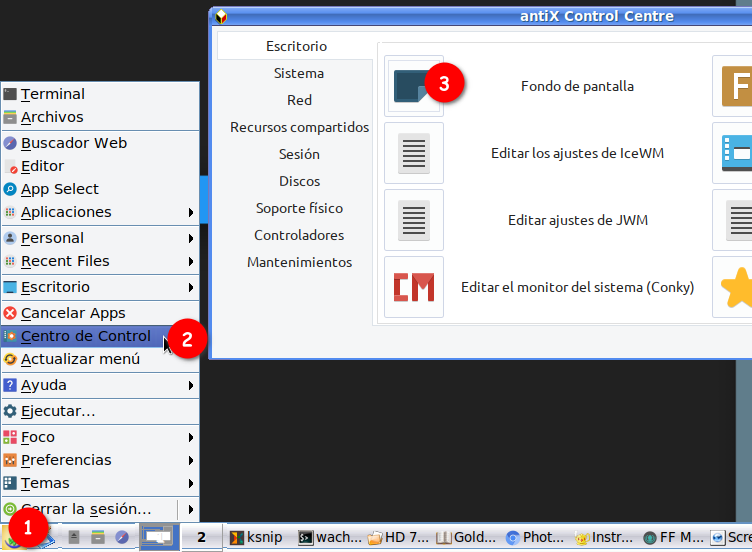 antiX Control Centre
Escritorio
Sistema
Red
Recursos compartidos
Sesión
Discos
Soporte físico
Controladores
Mantenimientos
3
Fondo de pantalla
F
Editar los ajustes de IceWM
Editar ajustes de JWM
CM
Editar el monitor del sistema (Conky)
Terminal
Archivos
Buscador Web
Editor
App Select
Aplicaciones
Personal
Recent Files
Escritorio
Cancelar Apps
Centro de Control
2
Actualizar menú
Ayuda
Ejecutar...
Foco
Preferencias
Temas
Cerrar la sesión...
1
2
ksnip
wach...
HD 7...
Gold...
Phot...
Instr...
FF M...
Scr